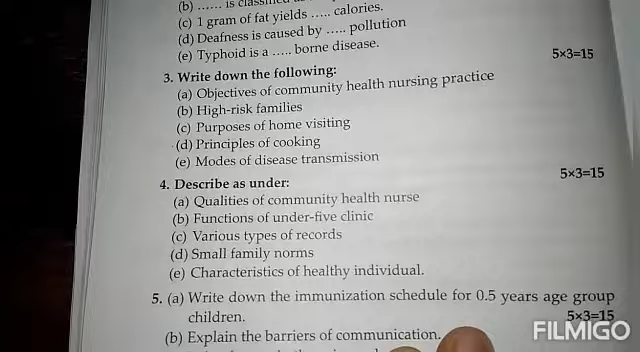 (b) ...... is classified
(c) 1 gram of fat yields ..... calories.
(d) Deafness is caused by ..... pollution
(e) Typhoid is a ..... borne disease.
3. Write down the following: 5×3=15
(a) Objectives of community health nursing practice
(b) High-risk families
(c) Purposes of home visiting
(d) Principles of cooking
(e) Modes of disease transmission
4. Describe as under: 5×3=15
(a) Qualities of community health nurse
(b) Functions of under-five clinic
(c) Various types of records
(d) Small family norms
(e) Characteristics of healthy individual.
5. (a) Write down the immunization schedule for 0.5 years age group
children. 5×3=15
(b) Explain the barriers of communication.
FILMIGO